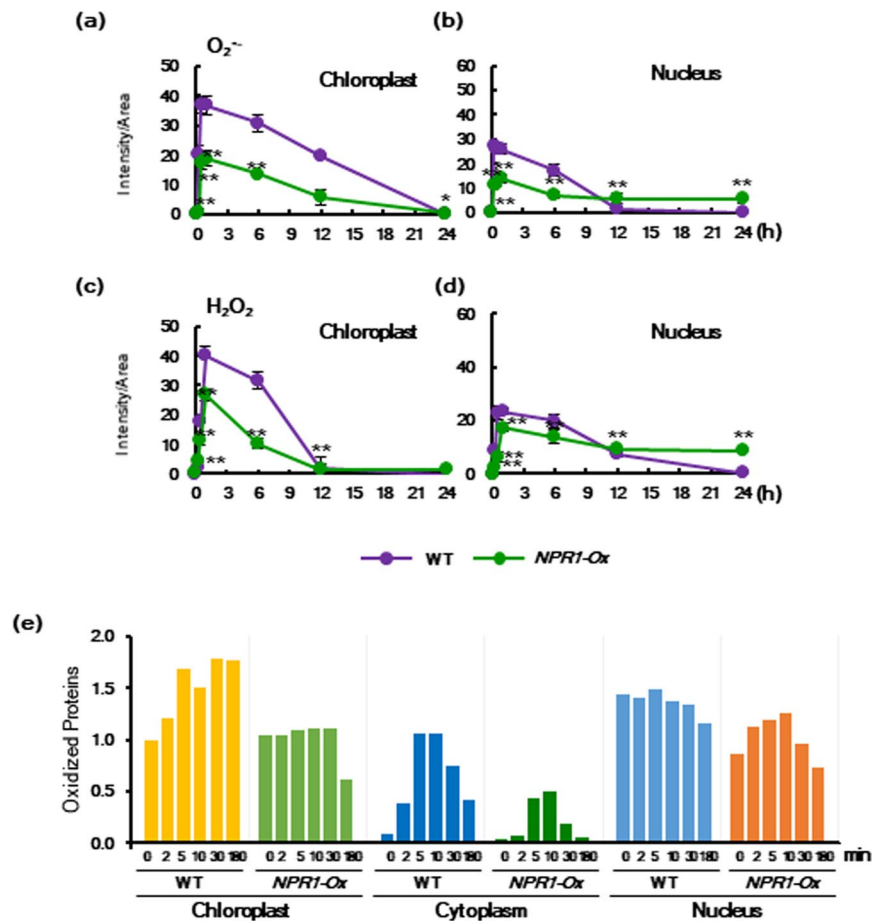 (a)
(b)
O₂·-
50
40
30
20
10
0
Intensity/Area
Chloroplast
**
**
**
**
*
0 3 6 9 12 15 18 21 24
60
50
40
30
20
10
0
Nucleus
**
**
**
**
**
**
0 3 6 9 12 15 18 21 24 (h)
(c)
(d)
H₂O₂
50
40
30
20
10
0
Intensity/Area
Chloroplast
**
**
**
**
**
0 3 6 9 12 15 18 21 24
60
40
20
0
Nucleus
**
**
**
**
**
**
0 3 6 9 12 15 18 21 24 (h)
WT NPR1-Ox
(e)
2.0
1.5
1.0
0.5
0.0
Oxidized Proteins
0 2 5 10 30 180 0 2 5 10 30 180 0 2 5 10 30 180 0 2 5 10 30 180 0 2 5 10 30 180 0 2 5 10 30 180 min
WT NPR1-Ox WT NPR1-Ox WT NPR1-Ox
Chloroplast Cytoplasm Nucleus